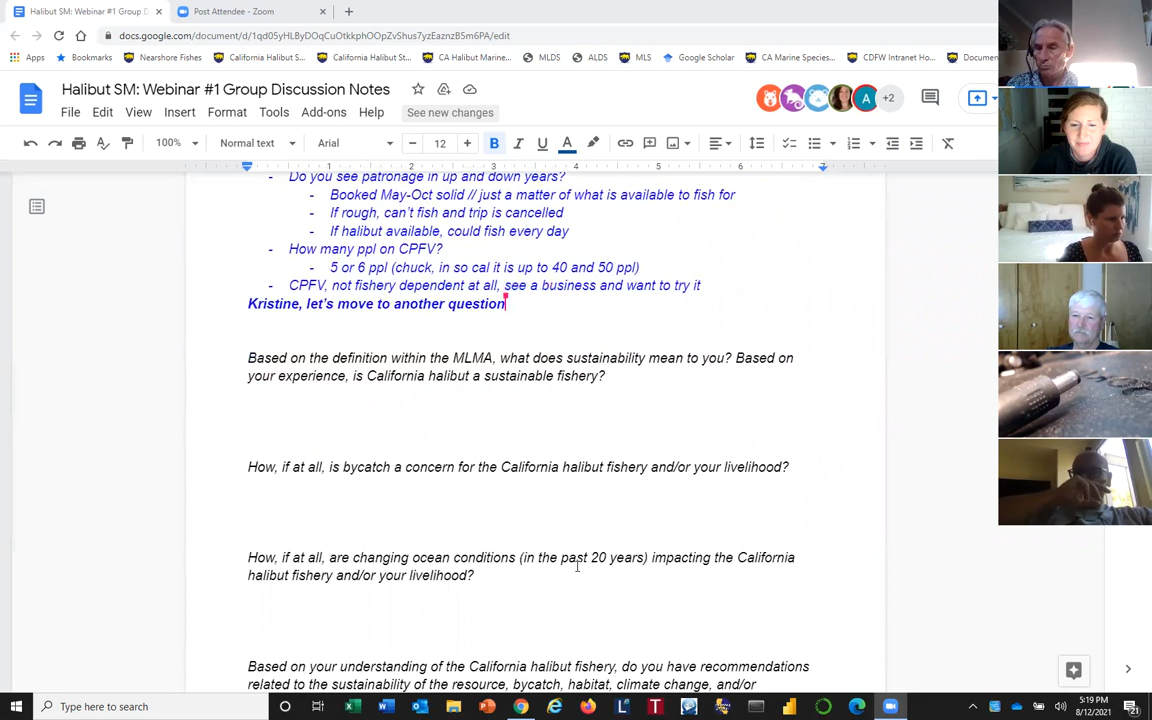 Halibut SM: Webinar #1 Group D
Post Attendee - Zoom
docs.google.com/document/d/1qd05yHLByDOqCuOtkkphOOpZvShus7yzEaznzB5m6PA/edit
Apps
Bookmarks
Nearshore Fishes
California Halibut S...
California Halibut St...
CA Halibut Marine...
MLDS
ALDS
MLS
Google Scholar
CA Marine Species...
CDFW Intranet Ho...
Documen
Halibut SM: Webinar #1 Group Discussion Notes
File Edit View Insert Format Tools Add-ons Help See new changes
A +2
100% Normal text Arial 12 B I U A
1 2 3 4 5 6 7
- Do you see patronage in up and down years?
- Booked May-Oct solid // just a matter of what is available to fish for
- If rough, can't fish and trip is cancelled
- If halibut available, could fish every day
- How many ppl on CPFV?
- 5 or 6 ppl (chuck, in so cal it is up to 40 and 50 ppl)
- CPFV, not fishery dependent at all, see a business and want to try it
Kristine, let's move to another question
Based on the definition within the MLMA, what does sustainability mean to you? Based on
your experience, is California halibut a sustainable fishery?
How, if at all, is bycatch a concern for the California halibut fishery and/or your livelihood?
How, if at all, are changing ocean conditions (in the past 20 years) impacting the California
halibut fishery and/or your livelihood?
Based on your understanding of the California halibut fishery, do you have recommendations
related to the sustainability of the resource, bycatch, habitat, climate change, and/or
Type here to search
5:19 PM
8/12/2021
21